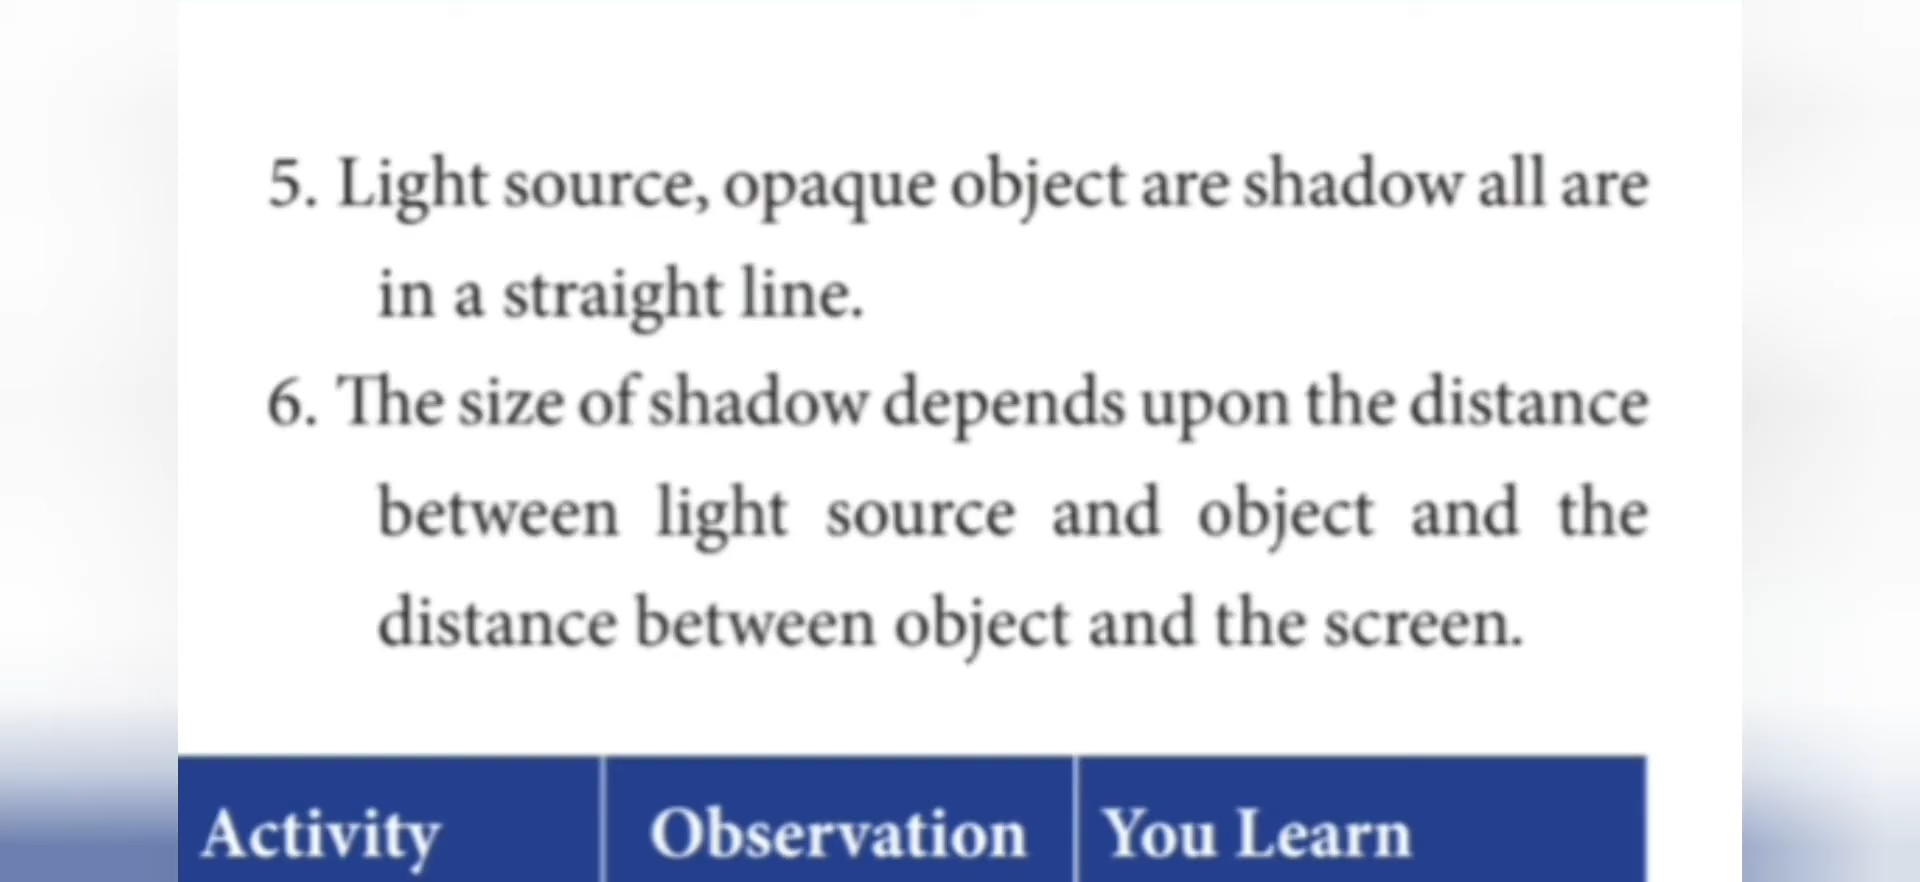 5. Light source, opaque object are shadow all are
in a straight line.
6. The size of shadow depends upon the distance
between light source and object and the
distance between object and the screen.
Activity Observation You Learn